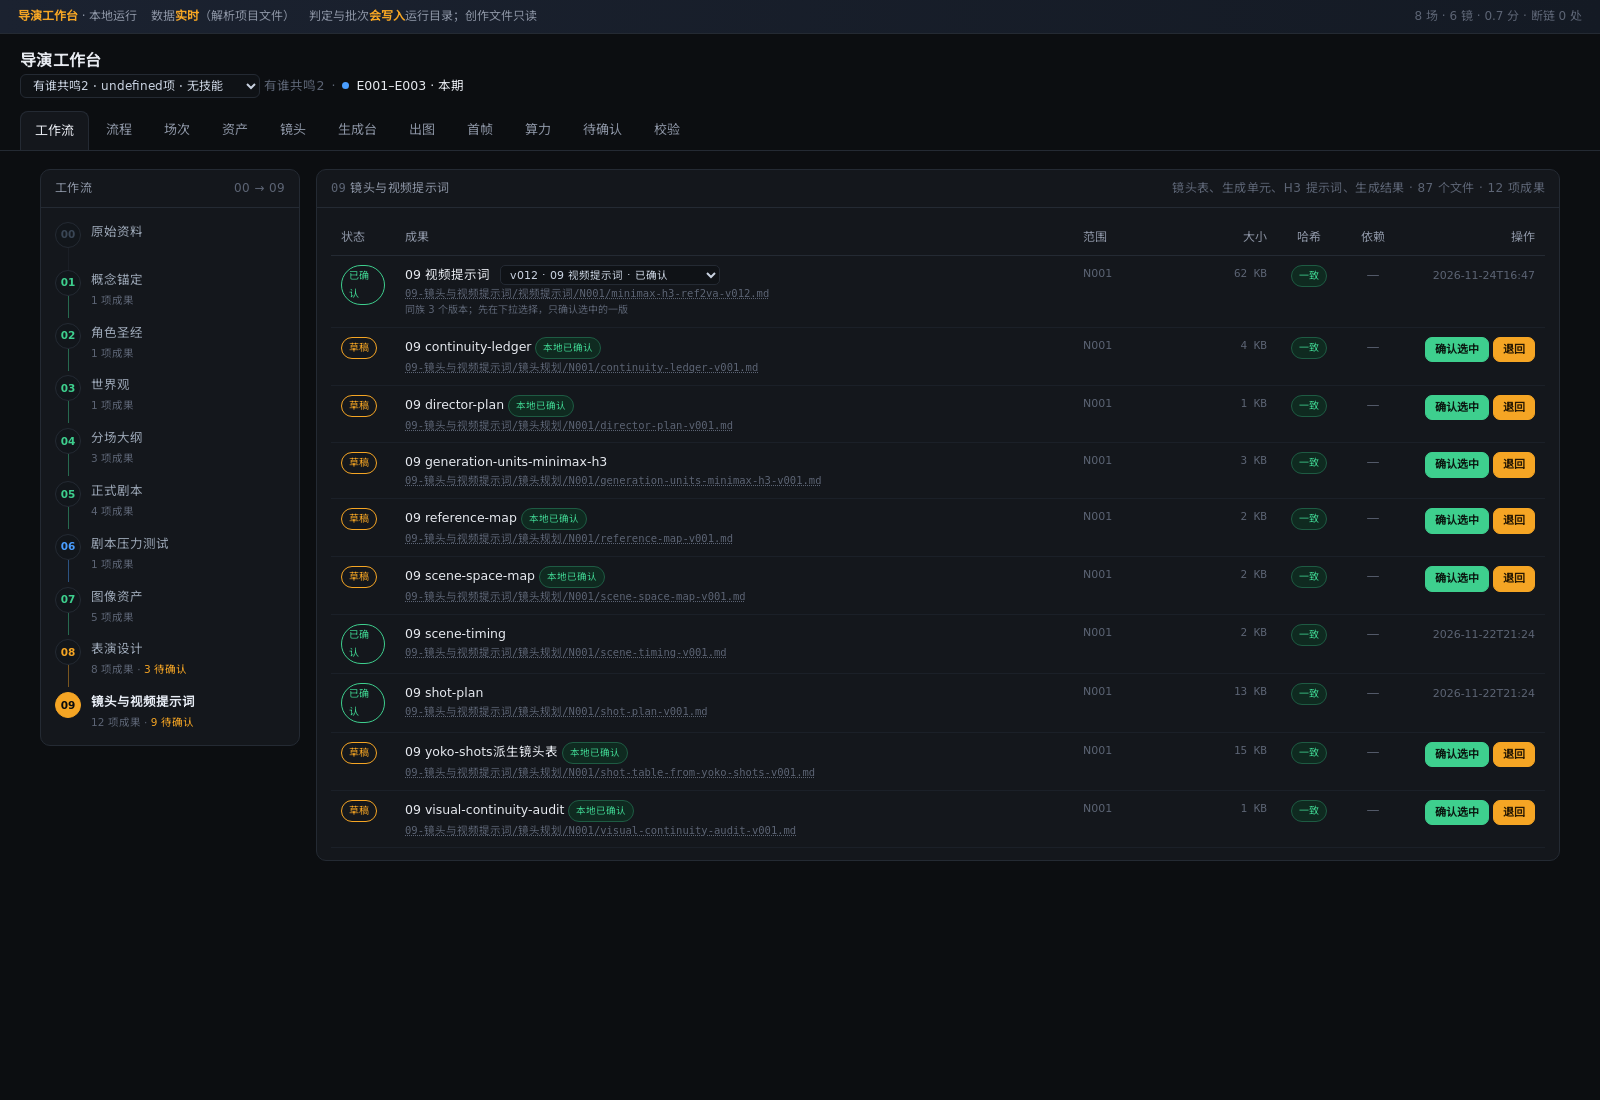 导演工作台 · 本地运行 数据实时（解析项目文件） 判定与批次会写入运行目录；创作文件只读 8 场 · 6 镜 · 0.7 分 · 断链 0 处
导演工作台
有谁共鸣2 · undefined项 · 无技能 有谁共鸣2 · E001–E003 · 本期
工作流 流程 场次 资产 镜头 生成台 出图 首帧 算力 待确认 校验
工作流 00 → 09
00 原始资料
01 概念锚定
1 项成果
02 角色圣经
1 项成果
03 世界观
1 项成果
04 分场大纲
3 项成果
05 正式剧本
4 项成果
06 剧本压力测试
1 项成果
07 图像资产
5 项成果
08 表演设计
8 项成果 · 3 待确认
09 镜头与视频提示词
12 项成果 · 9 待确认
09 镜头与视频提示词 镜头表、生成单元、H3 提示词、生成结果 · 87 个文件 · 12 项成果
状态 成果 范围 大小 哈希 依赖 操作
已确认 09 视频提示词 v012 · 09 视频提示词 · 已确认 N001 62 KB 一致 — 2026-11-24T16:47
09-镜头与视频提示词/视频提示词/N001/minimax-h3-ref2va-v012.md
同族 3 个版本；先在下拉选择，只确认选中的一版
草稿 09 continuity-ledger 本地已确认 N001 4 KB 一致 — 确认选中 退回
09-镜头与视频提示词/镜头规划/N001/continuity-ledger-v001.md
草稿 09 director-plan 本地已确认 N001 1 KB 一致 — 确认选中 退回
09-镜头与视频提示词/镜头规划/N001/director-plan-v001.md
草稿 09 generation-units-minimax-h3 N001 3 KB 一致 — 确认选中 退回
09-镜头与视频提示词/镜头规划/N001/generation-units-minimax-h3-v001.md
草稿 09 reference-map 本地已确认 N001 2 KB 一致 — 确认选中 退回
09-镜头与视频提示词/镜头规划/N001/reference-map-v001.md
草稿 09 scene-space-map 本地已确认 N001 2 KB 一致 — 确认选中 退回
09-镜头与视频提示词/镜头规划/N001/scene-space-map-v001.md
已确认 09 scene-timing N001 2 KB 一致 — 2026-11-22T21:24
09-镜头与视频提示词/镜头规划/N001/scene-timing-v001.md
已确认 09 shot-plan N001 13 KB 一致 — 2026-11-22T21:24
09-镜头与视频提示词/镜头规划/N001/shot-plan-v001.md
草稿 09 yoko-shots派生镜头表 本地已确认 N001 15 KB 一致 — 确认选中 退回
09-镜头与视频提示词/镜头规划/N001/shot-table-from-yoko-shots-v001.md
草稿 09 visual-continuity-audit 本地已确认 N001 1 KB 一致 — 确认选中 退回
09-镜头与视频提示词/镜头规划/N001/visual-continuity-audit-v001.md